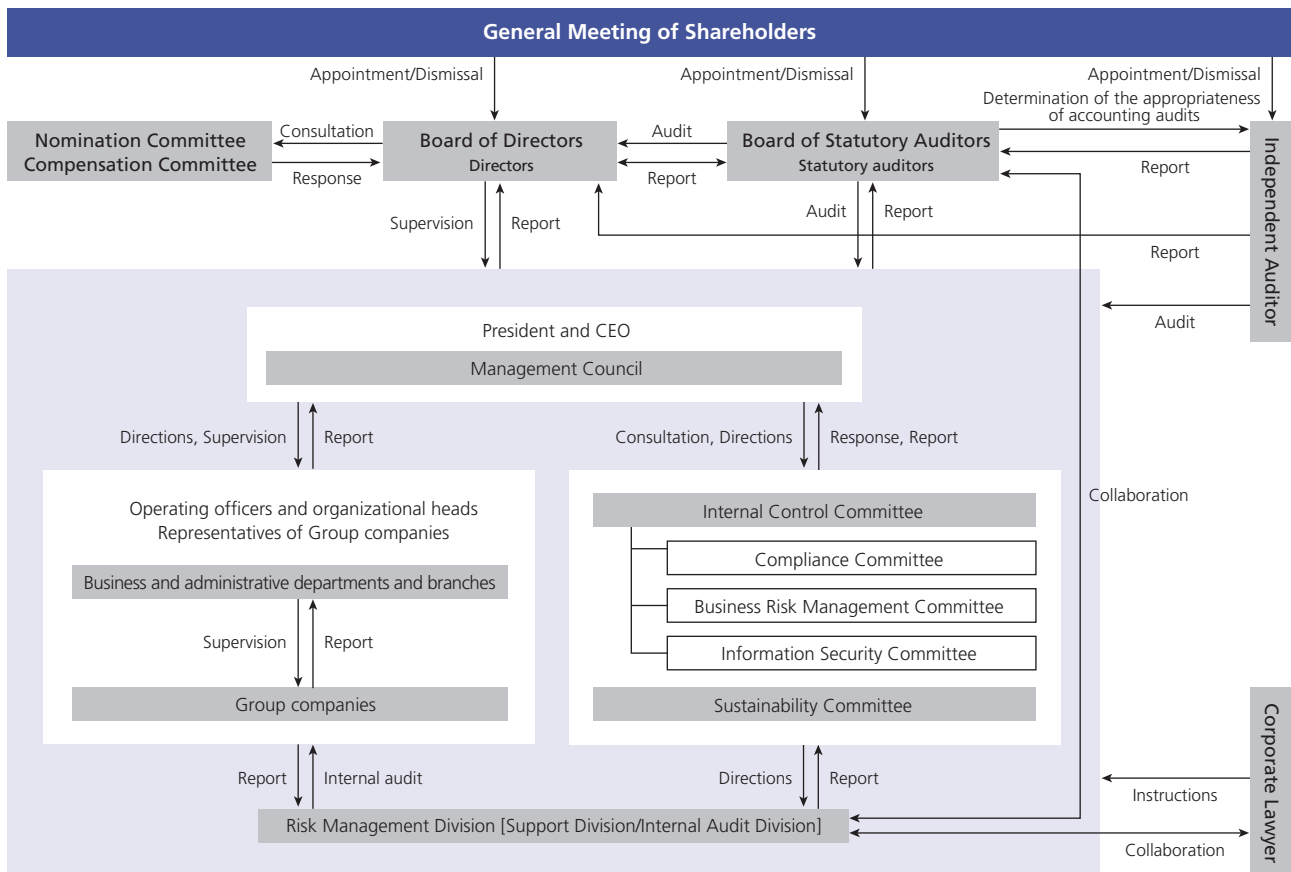 General Meeting of Shareholders
Appointment/Dismissal
Appointment/Dismissal
Appointment/Dismissal
Determination of the appropriateness
of accounting audits
Nomination Committee
Compensation Committee
Consultation
Response
Board of Directors
Directors
Audit
Report
Board of Statutory Auditors
Statutory auditors
Report
Independent Auditor
Supervision
Report
Audit
Report
Report
Audit
President and CEO
Management Council
Directions, Supervision
Report
Consultation, Directions
Response, Report
Operating officers and organizational heads
Representatives of Group companies
Business and administrative departments and branches
Supervision
Report
Group companies
Internal Control Committee
Compliance Committee
Business Risk Management Committee
Information Security Committee
Sustainability Committee
Collaboration
Report
Internal audit
Directions
Report
Risk Management Division [Support Division/Internal Audit Division]
Instructions
Collaboration
Corporate Lawyer